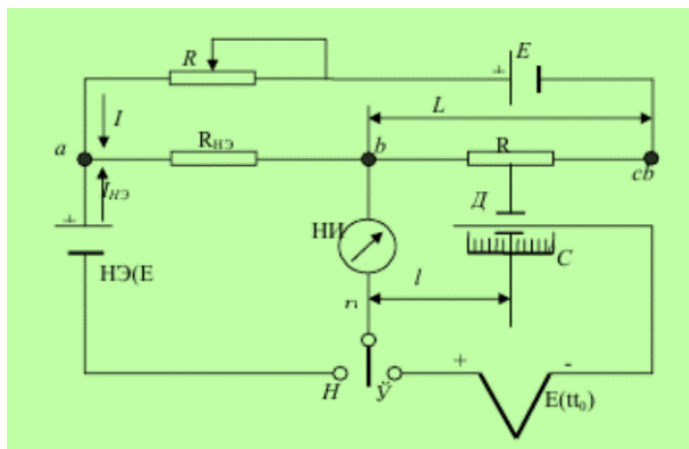 E
R
+
L
I
a
RНЭ
b
R
cb
IНЭ
Д
+
НИ
С
НЭ(E
l
+
-
Н
Ў
E(tt₀)